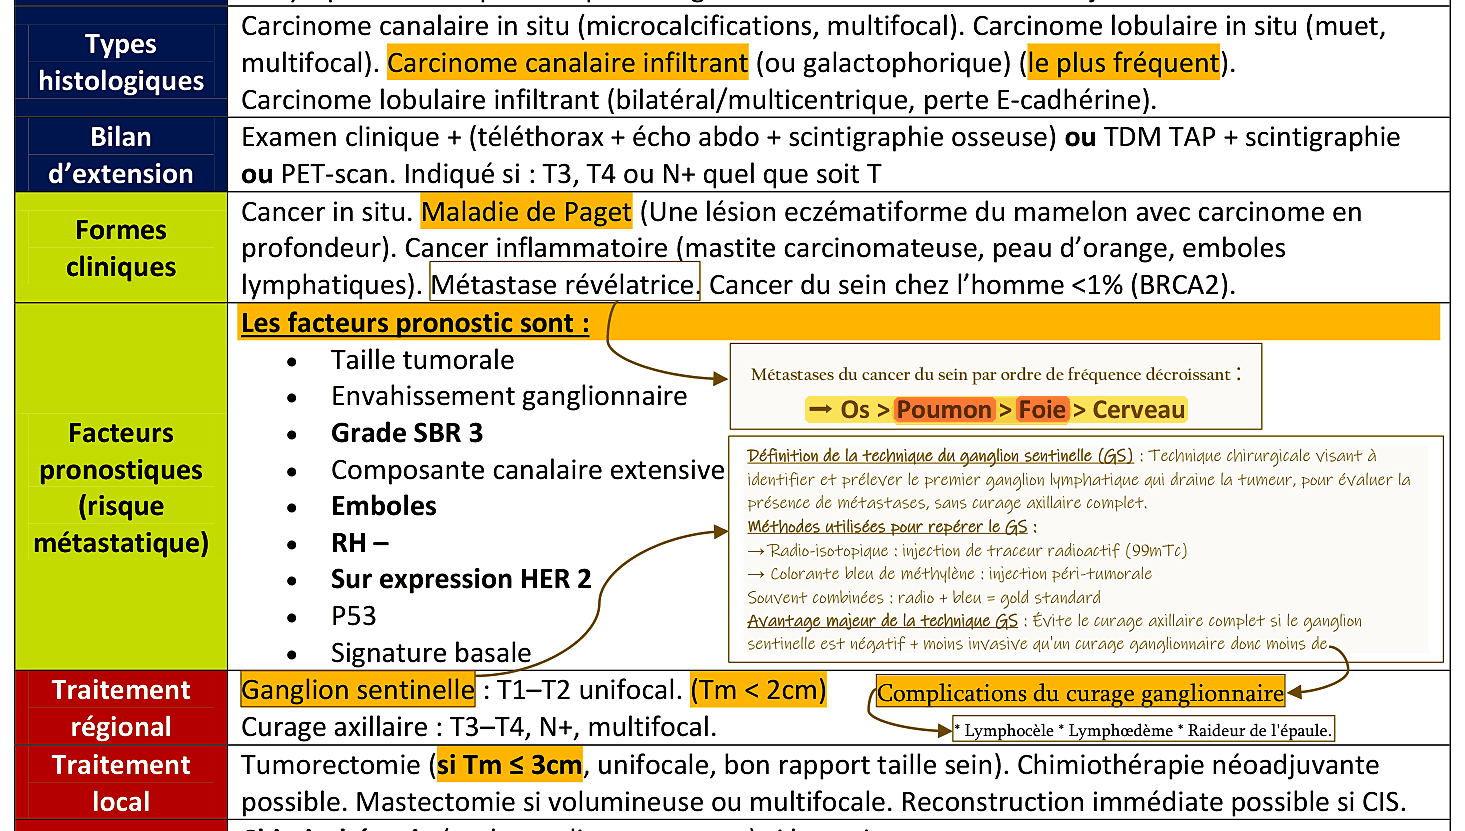 Types
histologiques
Carcinome canalaire in situ (microcalcifications, multifocal). Carcinome lobulaire in situ (muet,
multifocal). Carcinome canalaire infiltrant (ou galactophorique) (le plus fréquent).
Carcinome lobulaire infiltrant (bilatéral/multicentrique, perte E-cadhérine).
Bilan
d’extension
Examen clinique + (téléthorax + écho abdo + scintigraphie osseuse) ou TDM TAP + scintigraphie
ou PET-scan. Indiqué si : T3, T4 ou N+ quel que soit T
Formes
cliniques
Cancer in situ. Maladie de Paget (Une lésion eczématiforme du mamelon avec carcinome en
profondeur). Cancer inflammatoire (mastite carcinomateuse, peau d’orange, emboles
lymphatiques). Métastase révélatrice. Cancer du sein chez l’homme <1% (BRCA2).
Facteurs
pronostiques
(risque
métastatique)
Les facteurs pronostic sont :
• Taille tumorale
• Envahissement ganglionnaire
• Grade SBR 3
• Composante canalaire extensive
• Emboles
• RH –
• Sur expression HER 2
• P53
• Signature basale
Métastases du cancer du sein par ordre de fréquence décroissant :
→ Os > Poumon > Foie > Cerveau
Définition de la technique du ganglion sentinelle (GS) : Technique chirurgicale visant à
identifier et prélever le premier ganglion lymphatique qui draine la tumeur, pour évaluer la
présence de métastases, sans curage axillaire complet.
Méthodes utilisées pour repérer le GS :
→ Radio-isotopique : injection de traceur radioactif (99mTc)
→ Colorante bleu de méthylène : injection péri-tumorale
Souvent combinées : radio + bleu = gold standard
Avantage majeur de la technique GS : Évite le curage axillaire complet si le ganglion
sentinelle est négatif + moins invasive qu'un curage ganglionnaire donc moins de
Traitement
régional
Ganglion sentinelle : T1–T2 unifocal. (Tm < 2cm)
Curage axillaire : T3–T4, N+, multifocal.
Complications du curage ganglionnaire
* Lymphocèle * Lymphœdème * Raideur de l'épaule.
Traitement
local
Tumorectomie (si Tm ≤ 3cm, unifocale, bon rapport taille sein). Chimiothérapie néoadjuvante
possible. Mastectomie si volumineuse ou multifocale. Reconstruction immédiate possible si CIS.